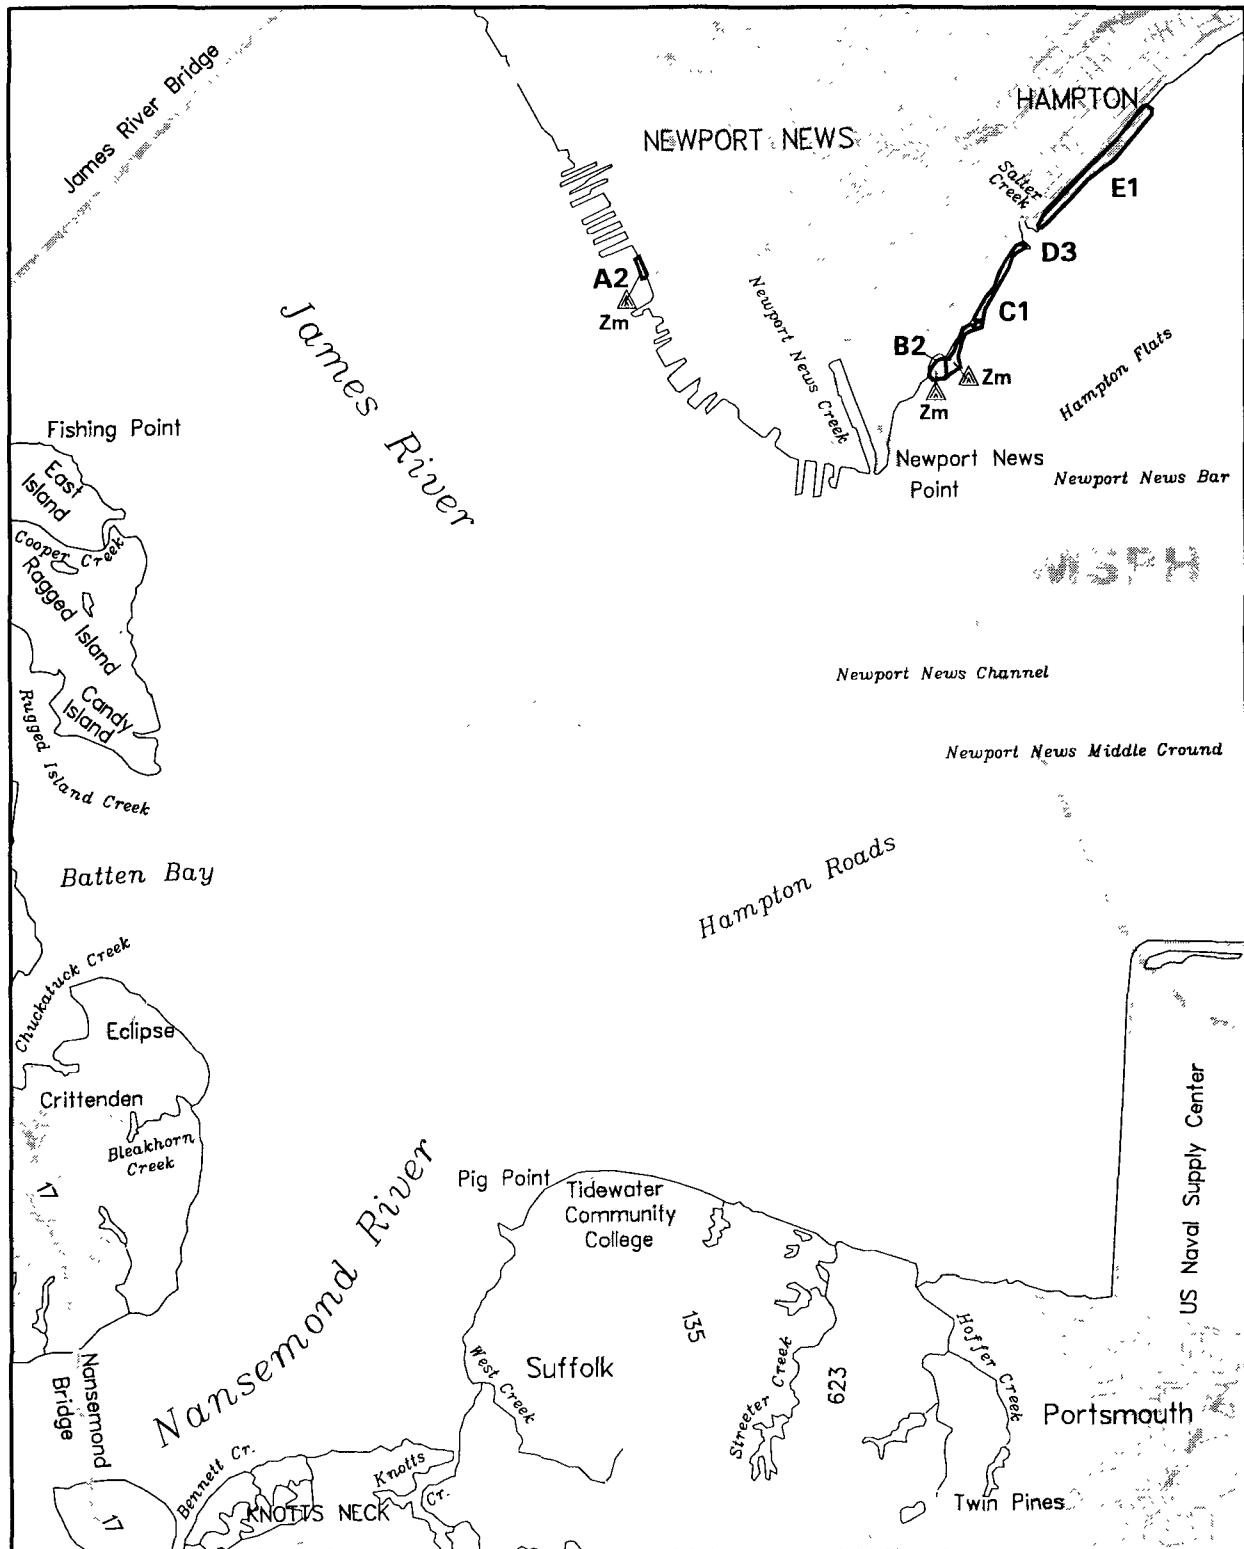 James River Bridge
HAMPTON
NEWPORT NEWS
Salter
Creek
E1
D3
A2
Zm
C1
B2
Zm
Zm
Newport News Creek
Hampton Flats
James River
Fishing Point
East
Island
Newport News
Point
Newport News Bar
Cooper Creek
Ragged Island
MSPH
Candy
Island
Rugged Island Creek
Newport News Channel
Newport News Middle Ground
Batten Bay
Hampton Roads
Chuckatuck Creek
Eclipse
Crittenden
Bleakhorn
Creek
17
Nansemond River
Pig Point
Tidewater
Community
College
US Naval Supply Center
135
Hoffer Creek
West Creek
Suffolk
Streeter Creek
623
Portsmouth
Nansemond
Bridge
Bennett Cr.
Knotts
Cr.
KNOTTS NECK
17
Twin Pines